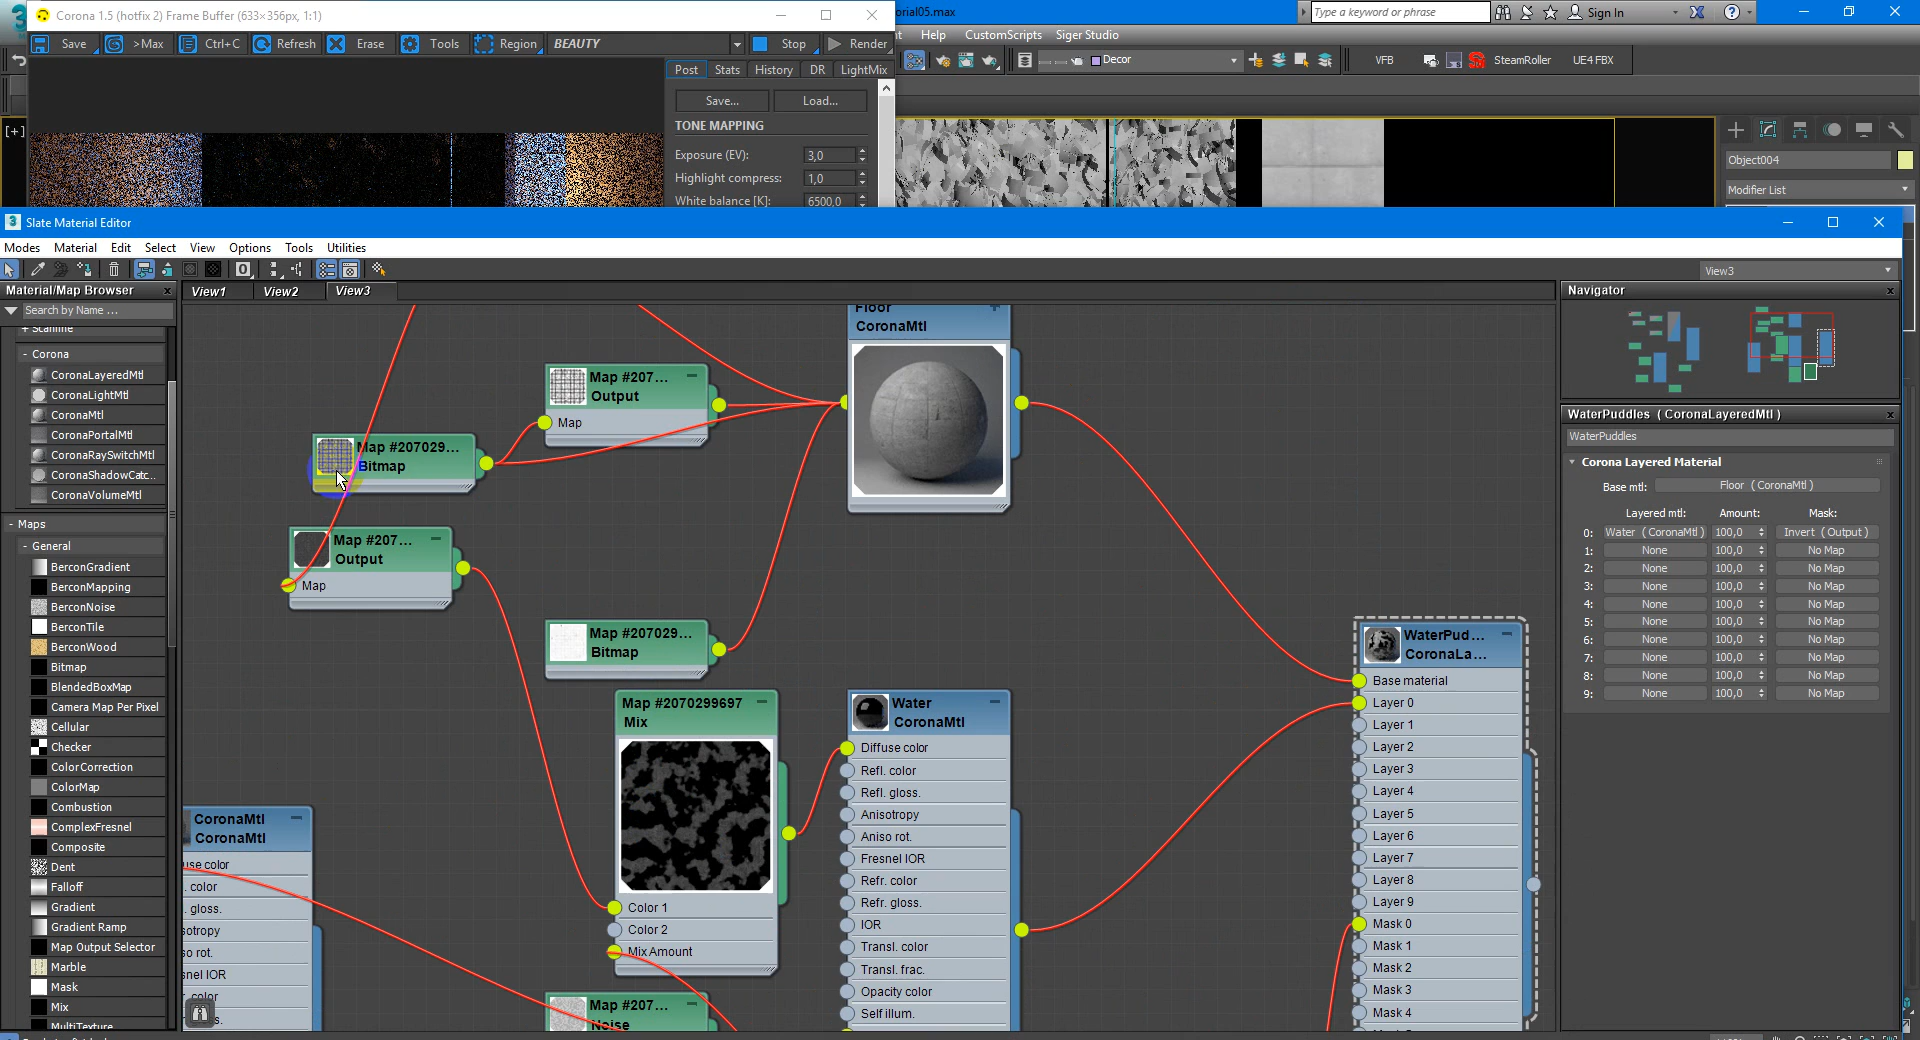 Corona 1.5 (hotfix 2) Frame Buffer (633×356px, 1:1)
orial05.max
Type a keyword or phrase
Sign In
Save
>Max
Ctrl+C
Refresh
Erase
Tools
Region
BEAUTY
Stop
Render
Help
CustomScripts
Siger Studio
Decor
VFB
SteamRoller
UE4 FBX
Post
Stats
History
DR
LightMix
Save...
Load...
TONE MAPPING
Exposure (EV):
3,0
Highlight compress:
1,0
White balance [K]:
6500,0
[+]
Object004
Modifier List
Slate Material Editor
Modes
Material
Edit
Select
View
Options
Tools
Utilities
View3
Material/Map Browser
View1
View2
View3
Navigator
Search by Name ...
+ Scanline
- Corona
CoronaLayeredMtl
CoronaLightMtl
CoronaMtl
CoronaPortalMtl
CoronaRaySwitchMtl
CoronaShadowCatc...
CoronaVolumeMtl
- Maps
- General
BerconGradient
BerconMapping
BerconNoise
BerconTile
BerconWood
Bitmap
BlendedBoxMap
Camera Map Per Pixel
Cellular
Checker
ColorCorrection
ColorMap
Combustion
ComplexFresnel
Composite
Dent
Falloff
Gradient
Gradient Ramp
Map Output Selector
Marble
Mask
Mix
MultiTexture
Floor
CoronaMtl
Map #207...
Output
Map
Map #207029...
Bitmap
Map #207...
Output
Map
Map #207029...
Bitmap
Map #2070299697
Mix
Color 1
Color 2
Mix Amount
Map #207...
Noise
CoronaMtl
CoronaMtl
use color
. color
. gloss.
sotropy
so rot.
snel IOR
. color
s.
Water
CoronaMtl
Diffuse color
Refl. color
Refl. gloss.
Anisotropy
Aniso rot.
Fresnel IOR
Refr. color
Refr. gloss.
IOR
Transl. color
Transl. frac.
Opacity color
Self illum.
WaterPud...
CoronaLa...
Base material
Layer 0
Layer 1
Layer 2
Layer 3
Layer 4
Layer 5
Layer 6
Layer 7
Layer 8
Layer 9
Mask 0
Mask 1
Mask 2
Mask 3
Mask 4
WaterPuddles ( CoronaLayeredMtl )
WaterPuddles
Corona Layered Material
Base mtl:
Floor ( CoronaMtl )
Layered mtl:
Amount:
Mask:
0: Water ( CoronaMtl ) 100,0 Invert ( Output )
1: None 100,0 No Map
2: None 100,0 No Map
3: None 100,0 No Map
4: None 100,0 No Map
5: None 100,0 No Map
6: None 100,0 No Map
7: None 100,0 No Map
8: None 100,0 No Map
9: None 100,0 No Map